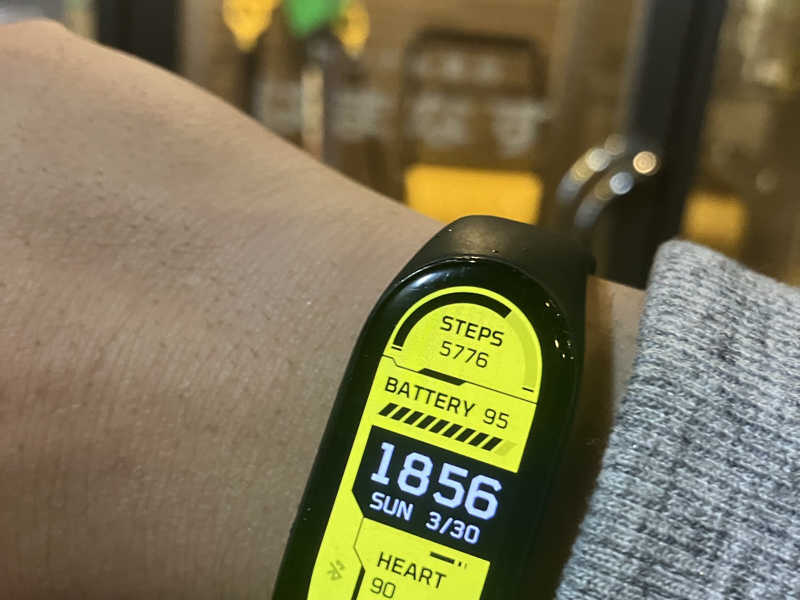 STEPS
5776
BATTERY 95
1856
SUN 3/30
HEART
90